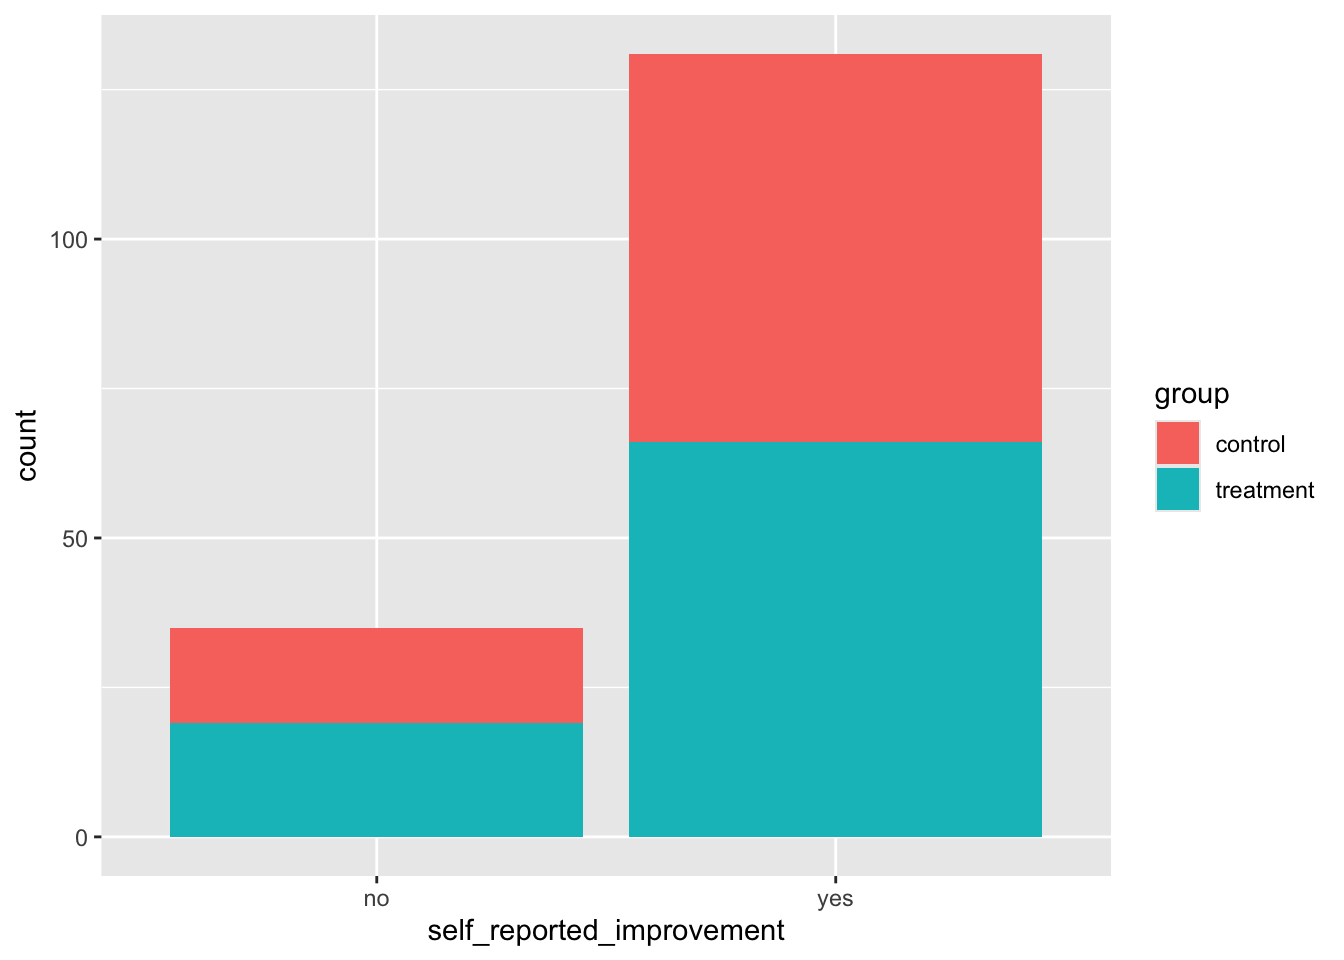 count
100
50
0
no
yes
self_reported_improvement
group
control
treatment